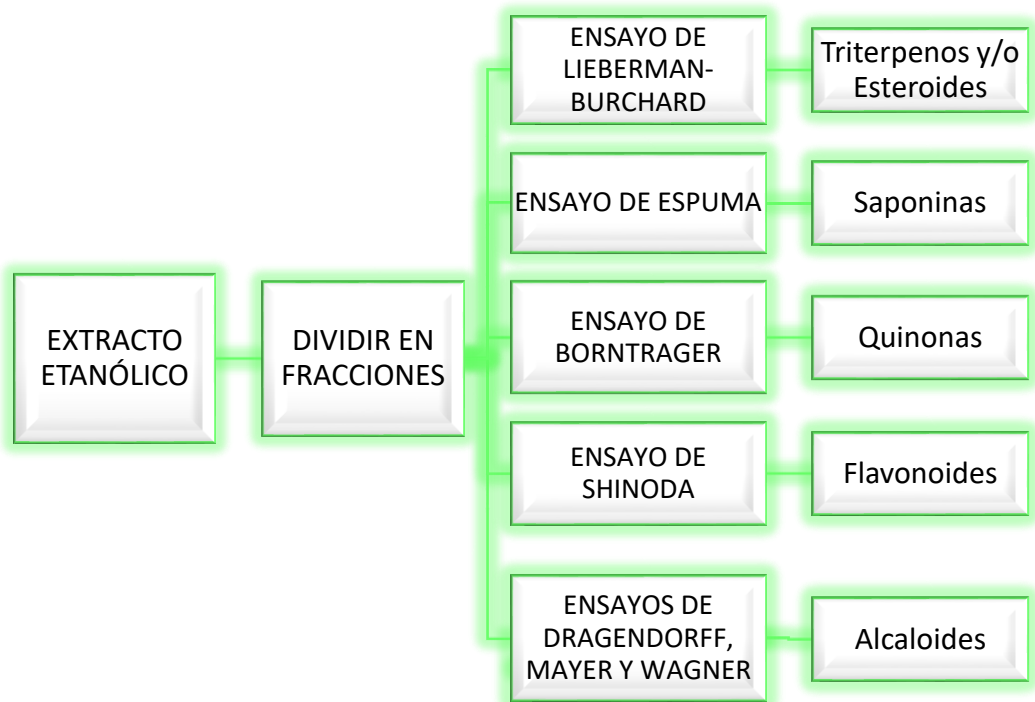 EXTRACTO
ETANÓLICO
DIVIDIR EN
FRACCIONES
ENSAYO DE
LIEBERMAN-
BURCHARD
Triterpenos y/o
Esteroides
ENSAYO DE ESPUMA
Saponinas
ENSAYO DE
BORNTRAGER
Quinonas
ENSAYO DE
SHINODA
Flavonoides
ENSAYOS DE
DRAGENDORFF,
MAYER Y WAGNER
Alcaloides